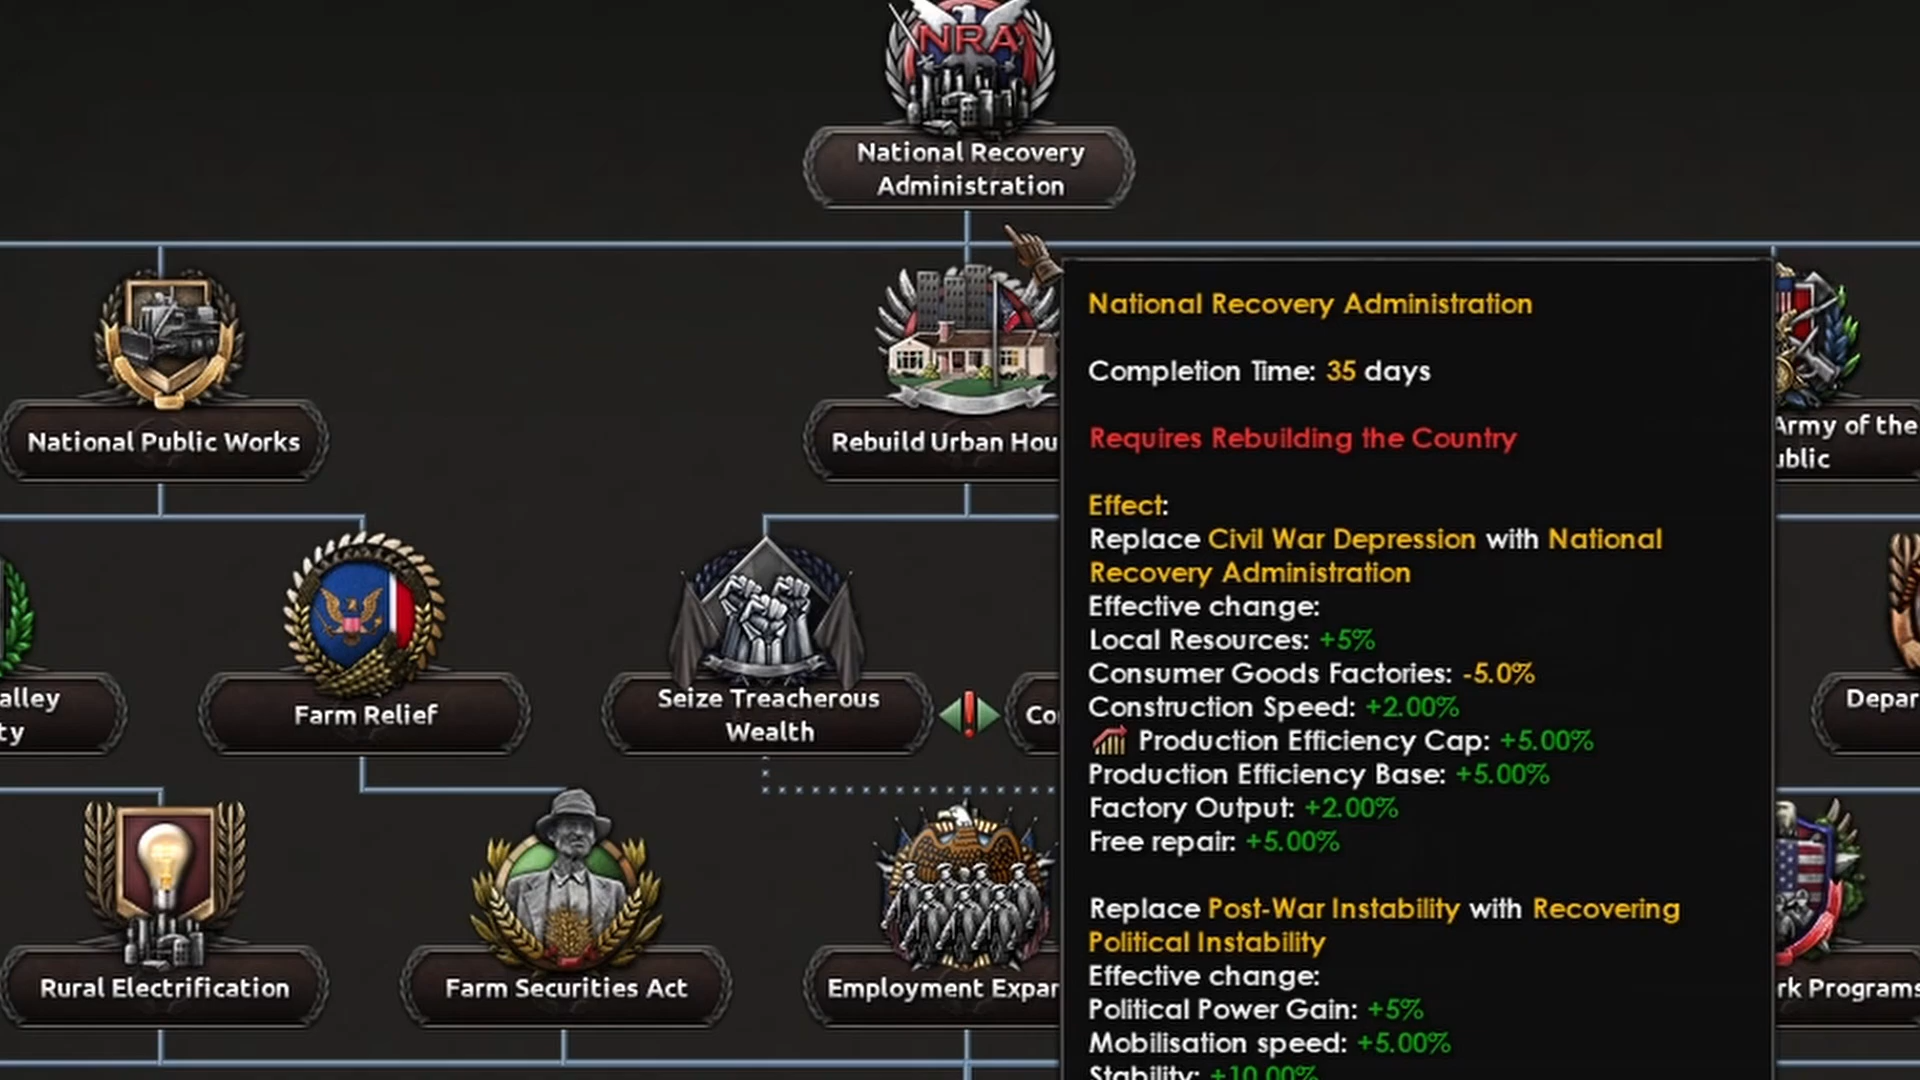 NRA
National Recovery
Administration
National Public Works
Rebuild Urban Hou
Army of the
ublic
National Recovery Administration
Completion Time: 35 days
Requires Rebuilding the Country
Effect:
Replace Civil War Depression with National
Recovery Administration
Effective change:
Local Resources: +5%
Consumer Goods Factories: -5.0%
Construction Speed: +2.00%
Production Efficiency Cap: +5.00%
Production Efficiency Base: +5.00%
Factory Output: +2.00%
Free repair: +5.00%
Replace Post-War Instability with Recovering
Political Instability
Effective change:
Political Power Gain: +5%
Mobilisation speed: +5.00%
Stability: +10.00%
alley
ty
Farm Relief
Seize Treacherous
Wealth
Co
Depar
Rural Electrification
Farm Securities Act
Employment Expan
rk Programs